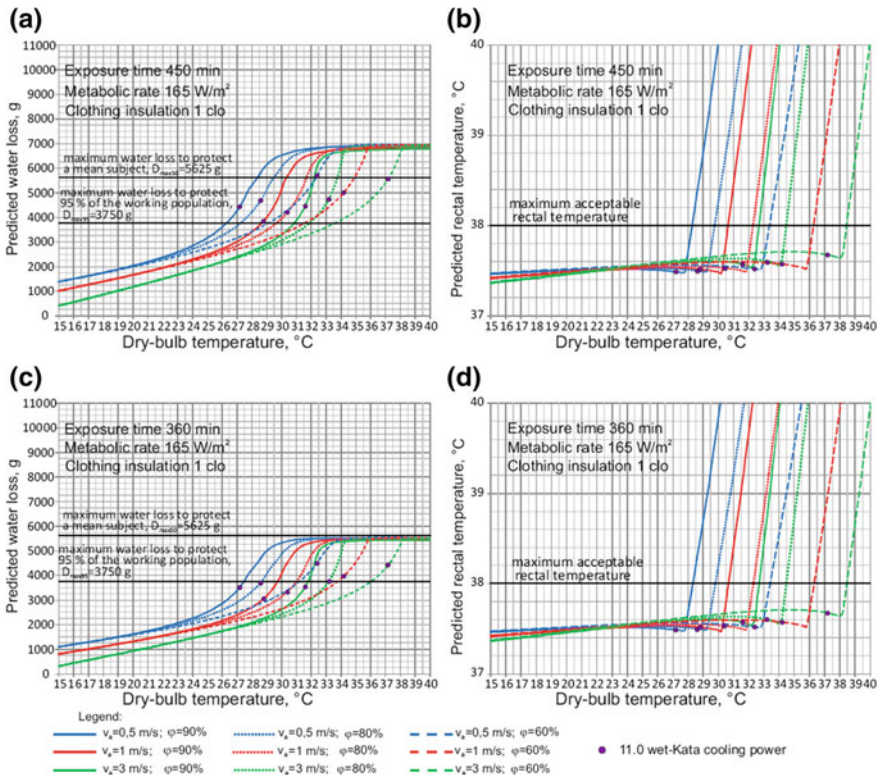 (a)
11000
10000
9000
8000
7000
6000
5000
4000
3000
2000
1000
0
Predicted water loss, g
Exposure time 450 min
Metabolic rate 165 W/m²
Clothing insulation 1 clo
maximum water loss to protect
a mean subject, Dmax50=5625 g
maximum water loss to protect
95 % of the working population,
Dmax95=3750 g
15 16 17 18 19 20 21 22 23 24 25 26 27 28 29 30 31 32 33 34 35 36 37 38 39 40
Dry-bulb temperature, °C
(b)
40
39
38
37
Predicted rectal temperature, °C
Exposure time 450 min
Metabolic rate 165 W/m²
Clothing insulation 1 clo
maximum acceptable
rectal temperature
15 16 17 18 19 20 21 22 23 24 25 26 27 28 29 30 31 32 33 34 35 36 37 38 39 40
Dry-bulb temperature, °C
(c)
11000
10000
9000
8000
7000
6000
5000
4000
3000
2000
1000
0
Predicted water loss, g
Exposure time 360 min
Metabolic rate 165 W/m²
Clothing insulation 1 clo
maximum water loss to protect
a mean subject, Dmax50=5625 g
maximum water loss to protect
95 % of the working population,
Dmax95=3750 g
15 16 17 18 19 20 21 22 23 24 25 26 27 28 29 30 31 32 33 34 35 36 37 38 39 40
Dry-bulb temperature, °C
(d)
40
39
38
37
Predicted rectal temperature, °C
Exposure time 360 min
Metabolic rate 165 W/m²
Clothing insulation 1 clo
maximum acceptable
rectal temperature
15 16 17 18 19 20 21 22 23 24 25 26 27 28 29 30 31 32 33 34 35 36 37 38 39 40
Dry-bulb temperature, °C
Legend:
va=0,5 m/s; φ=90% va=0,5 m/s; φ=80% va=0,5 m/s; φ=60%
va=1 m/s; φ=90% va=1 m/s; φ=80% va=1 m/s; φ=60%
va=3 m/s; φ=90% va=3 m/s; φ=80% va=3 m/s; φ=60%
11.0 wet-Kata cooling power